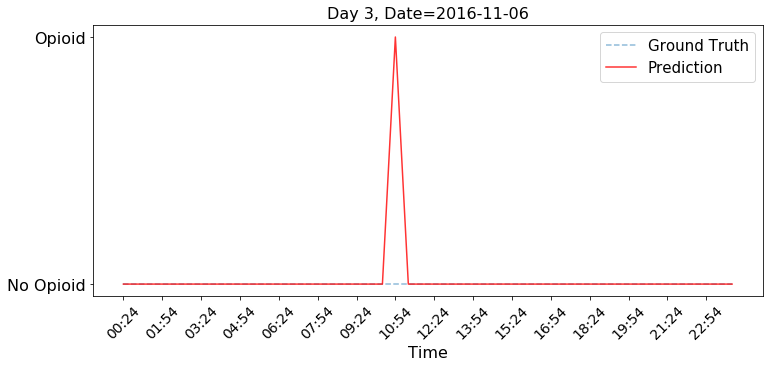 Day 3, Date=2016-11-06
Opioid
No Opioid
Ground Truth
Prediction
00:24
01:54
03:24
04:54
06:24
07:54
09:24
10:54
12:24
13:54
15:24
16:54
18:24
19:54
21:24
22:54
Time